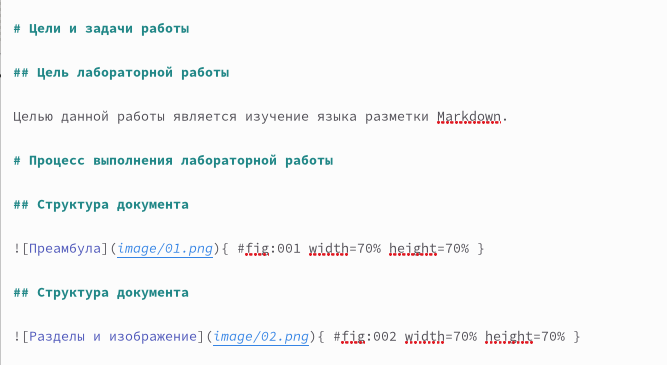 # Цели и задачи работы
## Цель лабораторной работы
Целью данной работы является изучение языка разметки Markdown.
# Процесс выполнения лабораторной работы
## Структура документа
![Преамбула](image/01.png){ #fig:001 width=70% height=70% }
## Структура документа
![Разделы и изображение](image/02.png){ #fig:002 width=70% height=70% }